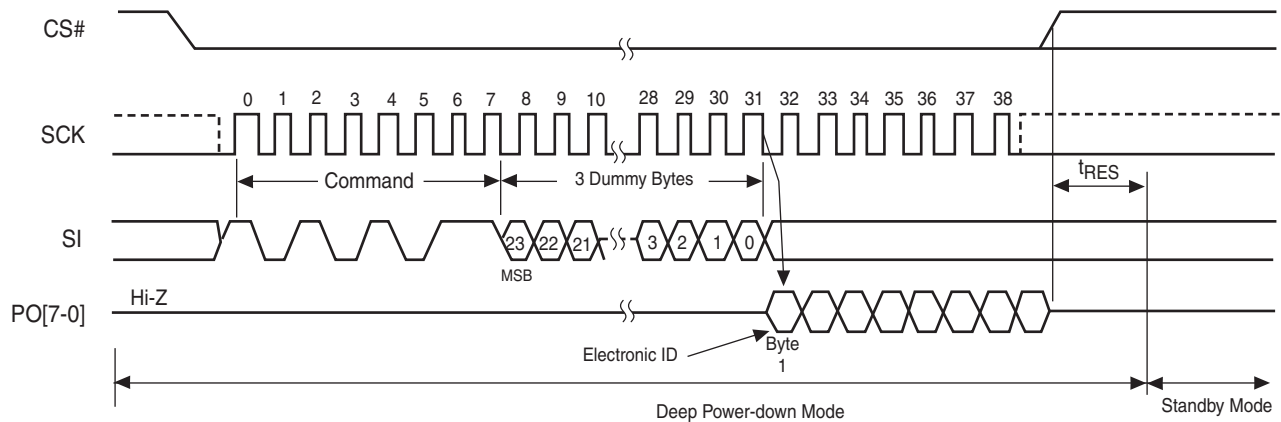 CS#
0 1 2 3 4 5 6 7 8 9 10 28 29 30 31 32 33 34 35 36 37 38
SCK
Command
3 Dummy Bytes
tRES
SI
23 22 21 3 2 1 0
MSB
Hi-Z
PO[7-0]
Electronic ID
Byte
1
Deep Power-down Mode
Standby Mode